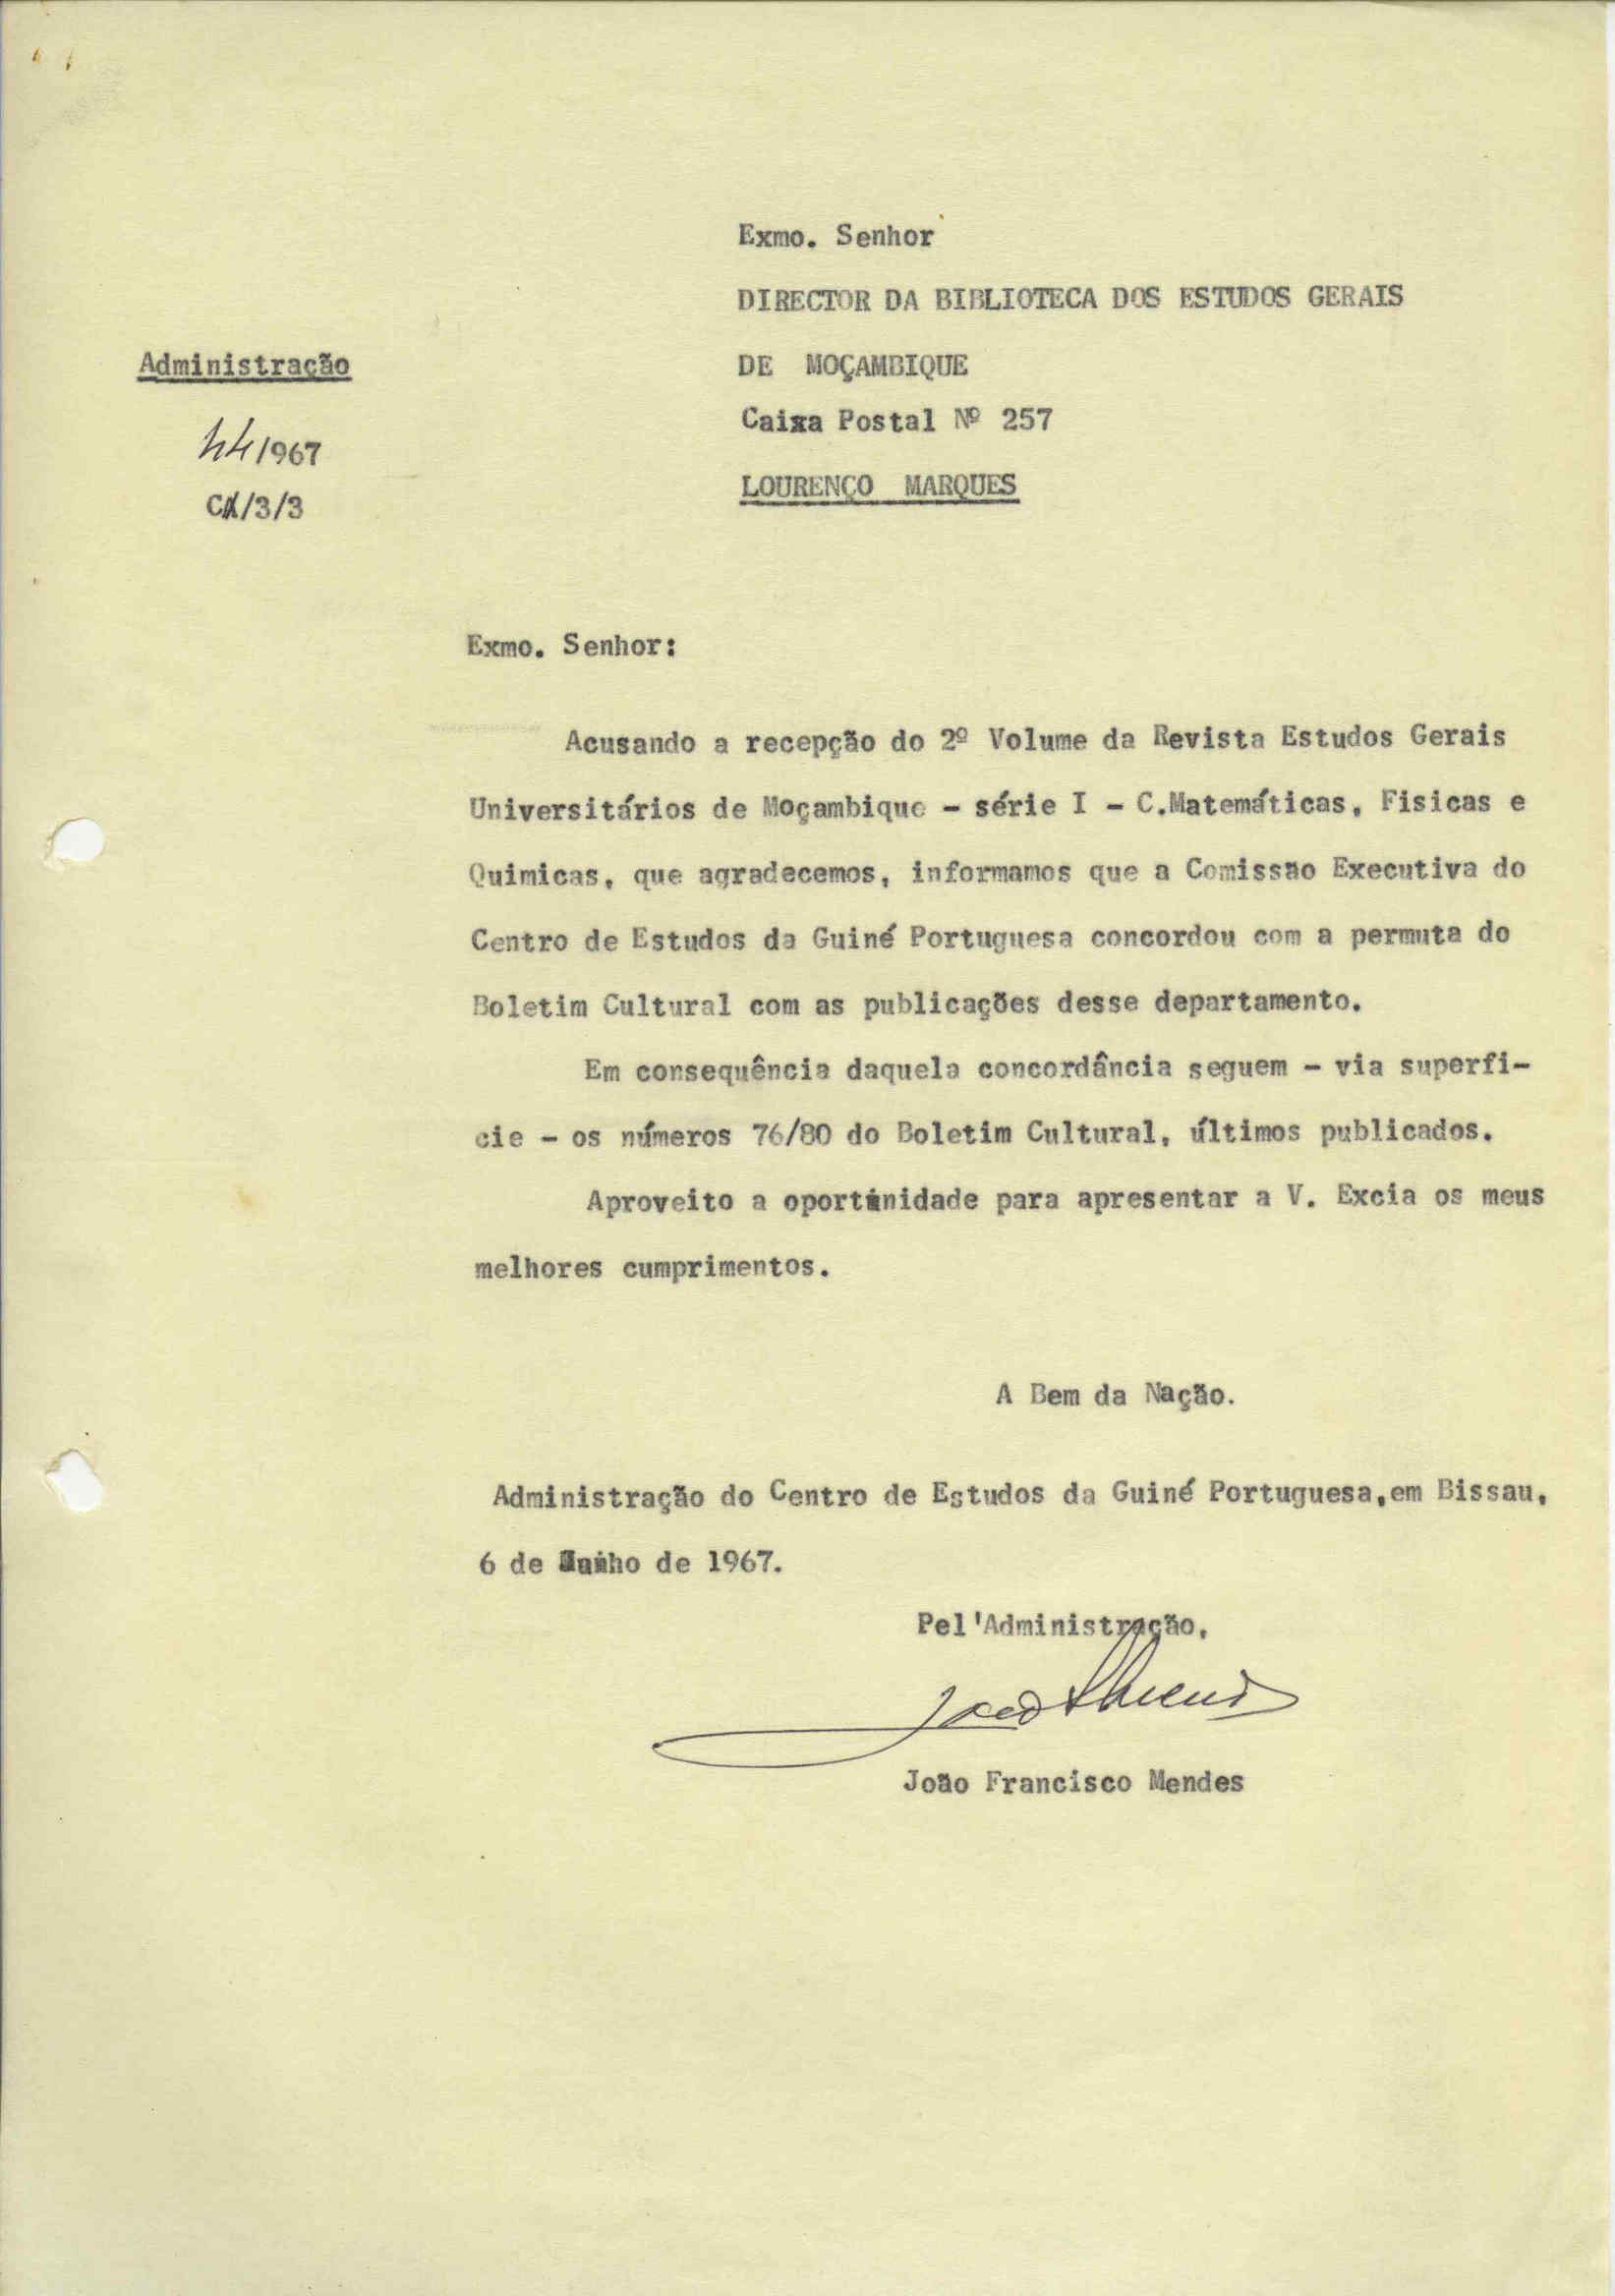 Exmo. Senhor
DIRECTOR DA BIBLIOTECA DOS ESTUDOS GERAIS
DE MOÇAMBIQUE
Caixa Postal Nº 257
LOURENÇO MARQUES
Administração
44/967
/3/3
Exmo. Senhor:
Acusando a recepção do 2º Volume da Revista Estudos Gerais
Universitários de Moçambique - série I - C.Matemáticas, Fisicas e
Quimicas, que agradecemos, informamos que a Comissão Executiva do
Centro de Estudos da Guiné Portuguesa concordou com a permuta do
Boletim Cultural com as publicações desse departamento.
Em consequência daquela concordância seguem - via superfi-
cie - os números 76/80 do Boletim Cultural, últimos publicados.
Aproveito a oportunidade para apresentar a V. Excia os meus
melhores cumprimentos.
A Bem da Nação.
Administração do Centro de Estudos da Guiné Portuguesa,em Bissau,
6 de de 1967.
Pel'Administração,
João Francisco Mendes